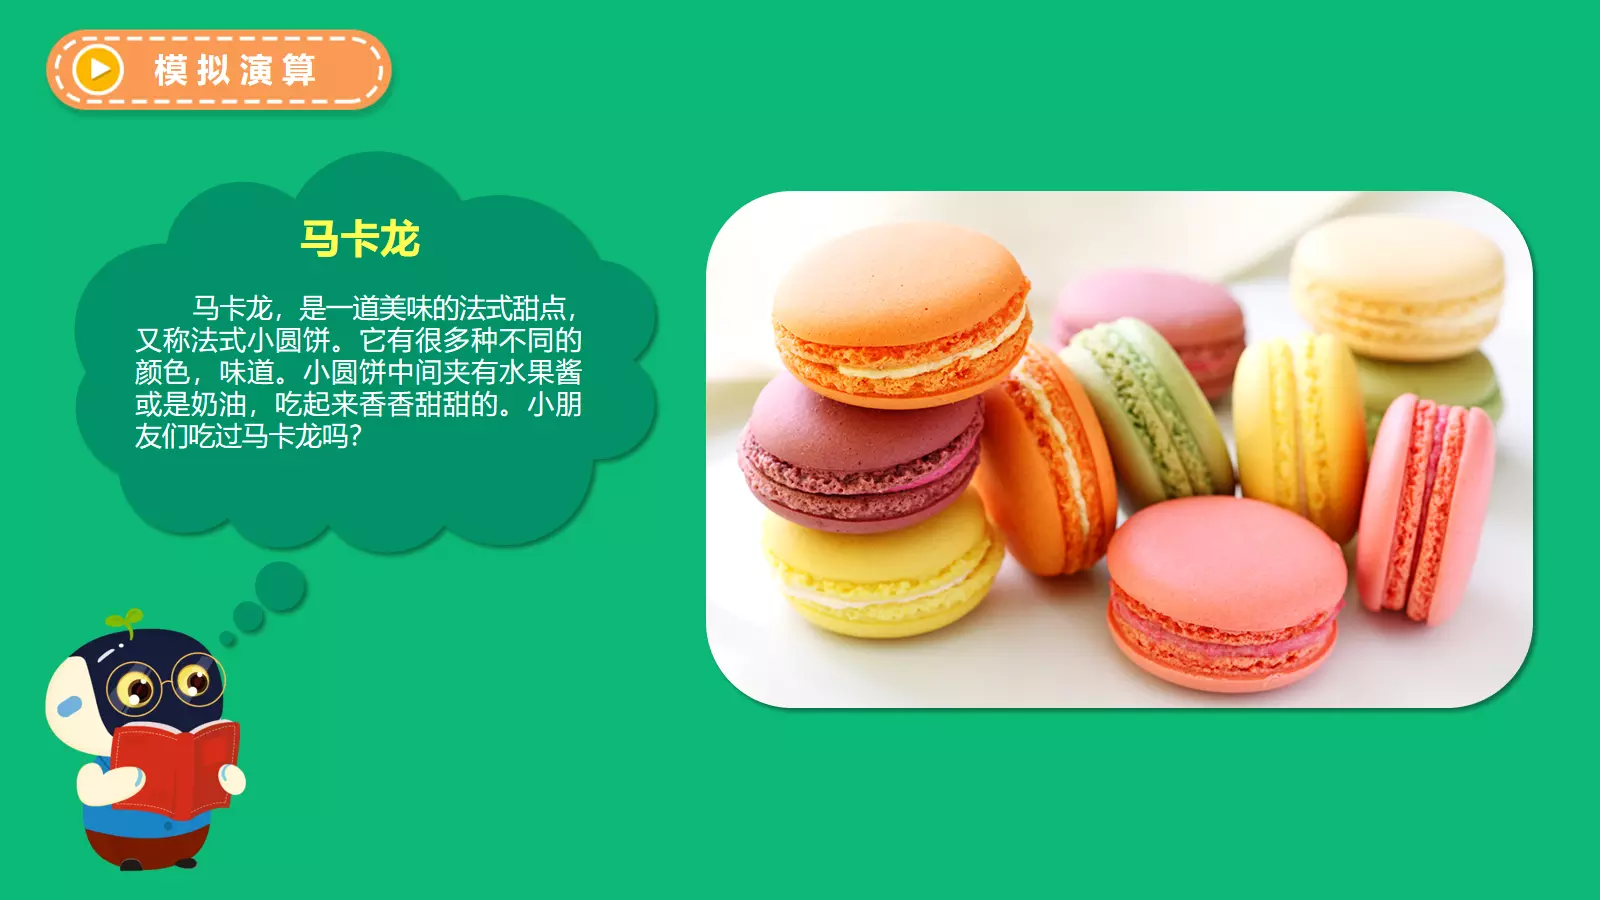 模拟演算
马卡龙
马卡龙，是一道美味的法式甜点，
又称法式小圆饼。它有很多种不同的
颜色，味道。小圆饼中间夹有水果酱
或是奶油，吃起来香香甜甜的。小朋
友们吃过马卡龙吗？